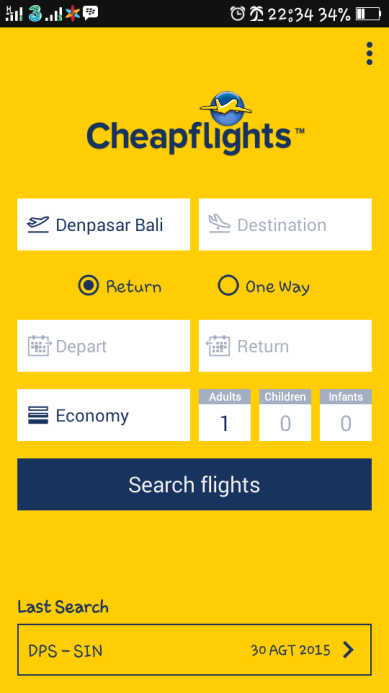 22:34 34%
Cheapflights™
Denpasar Bali Destination
Return One Way
Depart Return
Economy Adults 1 Children 0 Infants 0
Search flights
Last Search
DPS – SIN 30 AGT 2015